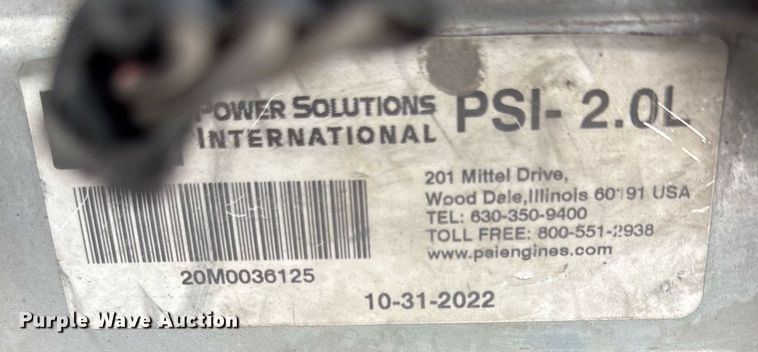 POWER SOLUTIONS
INTERNATIONAL
PSI- 2.0L
201 Mittel Drive,
Wood Dale, Illinois 60191 USA
TEL: 630-350-9400
TOLL FREE: 800-551-2938
www.psiengines.com
20M0036125
10-31-2022
Purple Wave Auction